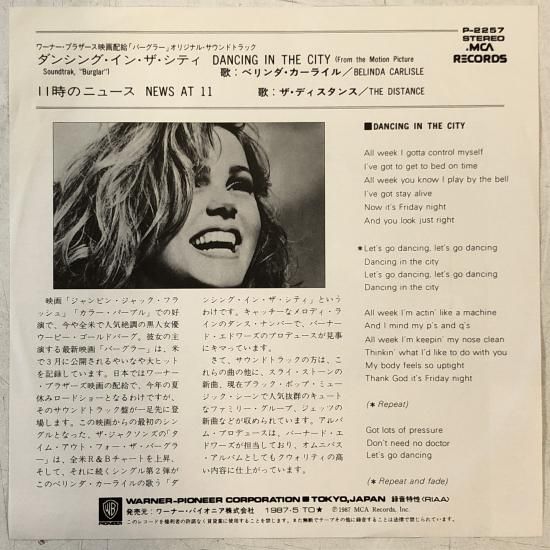 P-2257
STEREO
MCA
RECORDS
ワーナー・ブラザース映画配給「バーグラー」オリジナル・サウンドトラック
ダンシング・イン・ザ・シティ DANCING IN THE CITY (From the Motion Picture
Soundtrak, "Burglar") 歌：ベリンダ・カーライル／BELINDA CARLISLE
11時のニュース NEWS AT 11 歌：ザ・ディスタンス／THE DISTANCE
■DANCING IN THE CITY
All week I gotta control myself
I've got to get to bed on time
All week you know I play by the bell
I've got stay alive
Now it's Friday night
And you look just right
*Let's go dancing, let's go dancing
Dancing in the city
Let's go dancing, let's go dancing
Dancing in the city
All week I'm actin' like a machine
And I mind my p's and q's
All week I'm keepin' my nose clean
Thinkin' what I'd like to do with you
My body feels so uptight
Thank God it's Friday night
(* Repeat)
Got lots of pressure
Don't need no doctor
Let's go dancing
(* Repeat and fade)
映画「ジャンピン・ジャック・フラ
ッシュ」「カラー・パープル」での好
演で、今や全米で人気絶調の黒人女優
ウーピー・ゴールドバーグ。彼女の主
演する最新映画「バーグラー」は、米
で3月に公開されるやいなや大ヒット
を記録しています。日本ではワーナ
ー・ブラザーズ映画の配給で、今年の夏
休みロードショーとなるわけですが、
そのサウンドトラック盤が一足先に登
場します。この映画からの最初のシン
グルとなった、ザ・ジャクソンズの「タ
イム・アウト・フォー・ザ・バーグラ
ー」は、全米R＆Bチャートを上昇、
そして、それに続くシングル第2弾が
このベリンダ・カーライルの歌う「ダ
ンシング・イン・ザ・シティ」という
わけです。キャッチーなメロディ・ラ
インのダンス・ナンバーで、バーナー
ド・エドワーズのプロデュースが見事
にキマっています。
さて、サウンドトラックの方は、こ
れらの曲の他に、スライ・ストーンの
新曲、現在ブラック・ポップ・ミュー
ジック・シーンで人気抜群のキュート
なファミリー・グループ、ジェッツの
新曲などが収められています。アルバ
ム・プロデュースは、バーナード・エ
ドワーズが担当しており、オムニバス
・アルバムとしてもクウォリティの高
い内容に仕上がっています。
WB
PIONEER
WARNER-PIONEER CORPORATION■TOKYO,JAPAN 録音特性(RIAA)
発売元：ワーナー・パイオニア株式会社 1987・5 TO★ Ⓟ1987 MCA Records, Inc.
このレコードを権利者の許諾なく賃貸業に使用することを禁じます。また無断でテープその他に録音することは法律で禁じられています。